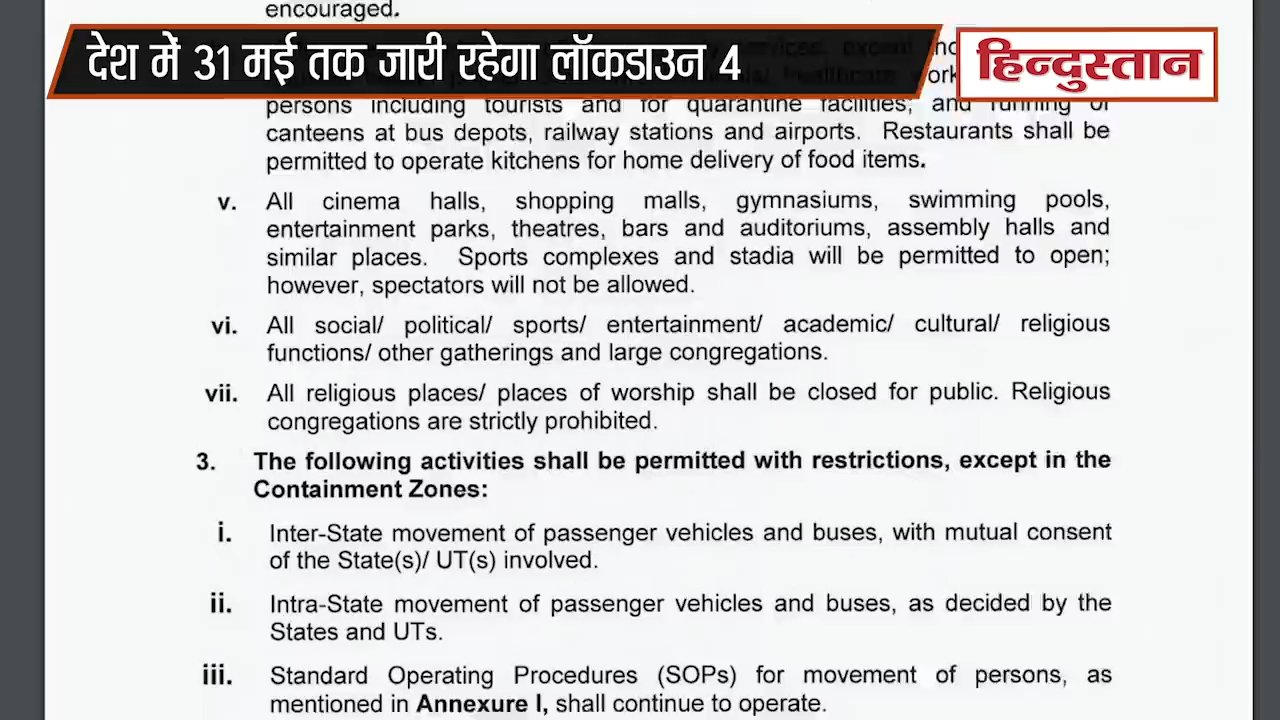 encouraged.
देश में 31 मई तक जारी रहेगा लॉकडाउन 4
हिन्दुस्तान
persons including tourists and for quarantine facilities; and running of
canteens at bus depots, railway stations and airports. Restaurants shall be
permitted to operate kitchens for home delivery of food items.
v. All cinema halls, shopping malls, gymnasiums, swimming pools,
entertainment parks, theatres, bars and auditoriums, assembly halls and
similar places. Sports complexes and stadia will be permitted to open;
however, spectators will not be allowed.
vi. All social/ political/ sports/ entertainment/ academic/ cultural/ religious
functions/ other gatherings and large congregations.
vii. All religious places/ places of worship shall be closed for public. Religious
congregations are strictly prohibited.
3. The following activities shall be permitted with restrictions, except in the
Containment Zones:
i. Inter-State movement of passenger vehicles and buses, with mutual consent
of the State(s)/ UT(s) involved.
ii. Intra-State movement of passenger vehicles and buses, as decided by the
States and UTs.
iii. Standard Operating Procedures (SOPs) for movement of persons, as
mentioned in Annexure I, shall continue to operate.